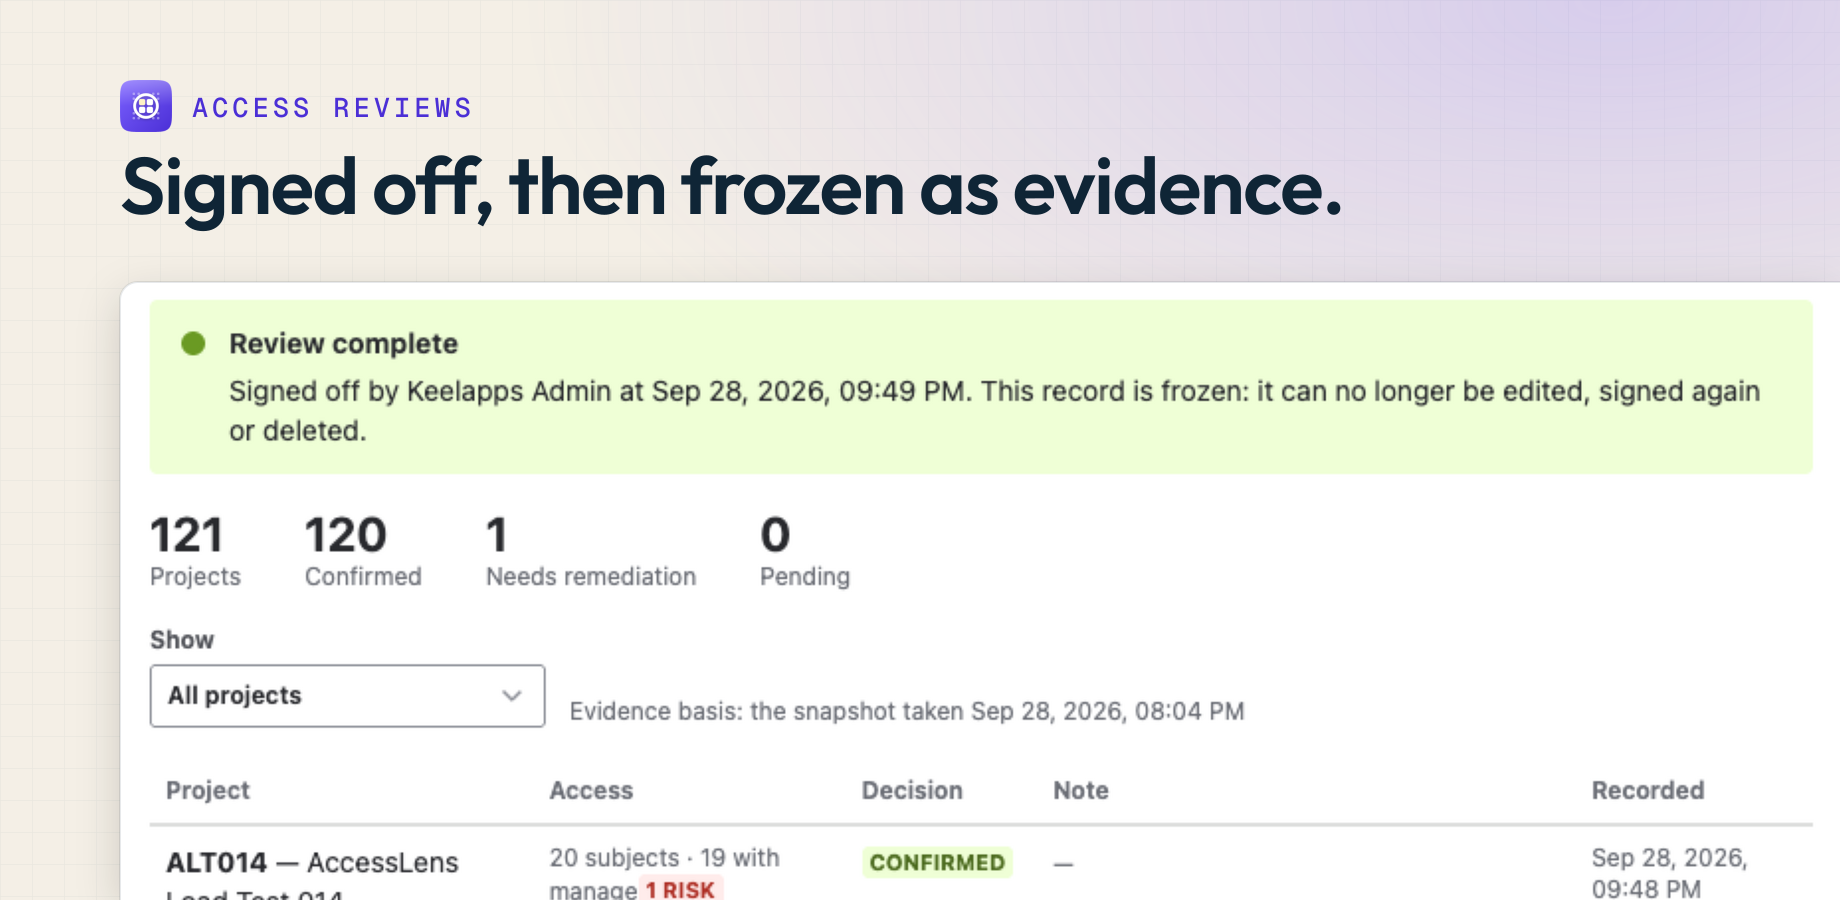 ACCESS REVIEWS
Signed off, then frozen as evidence.
Review complete
Signed off by Keelapps Admin at Sep 28, 2026, 09:49 PM. This record is frozen: it can no longer be edited, signed again
or deleted.
121 120 1 0
Projects Confirmed Needs remediation Pending
Show
All projects
Evidence basis: the snapshot taken Sep 28, 2026, 08:04 PM
Project Access Decision Note Recorded
ALT014 — AccessLens 20 subjects · 19 with CONFIRMED — Sep 28, 2026,
Load Test 014 manage 1 RISK 09:48 PM